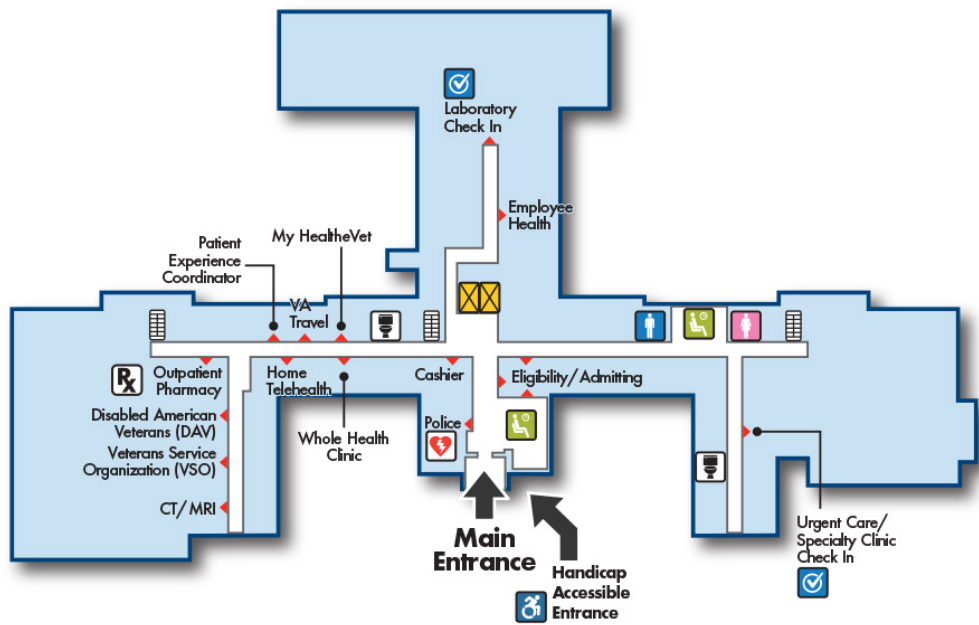 Laboratory
Check In
Employee
Health
My HealtheVet
Patient
Experience
Coordinator
VA
Travel
Rx
Outpatient
Pharmacy
Home
Telehealth
Cashier
Eligibility/Admitting
Disabled American
Veterans (DAV)
Whole Health
Clinic
Police
Veterans Service
Organization (VSO)
CT/MRI
Main
Entrance
Handicap
Accessible
Entrance
Urgent Care/
Specialty Clinic
Check In